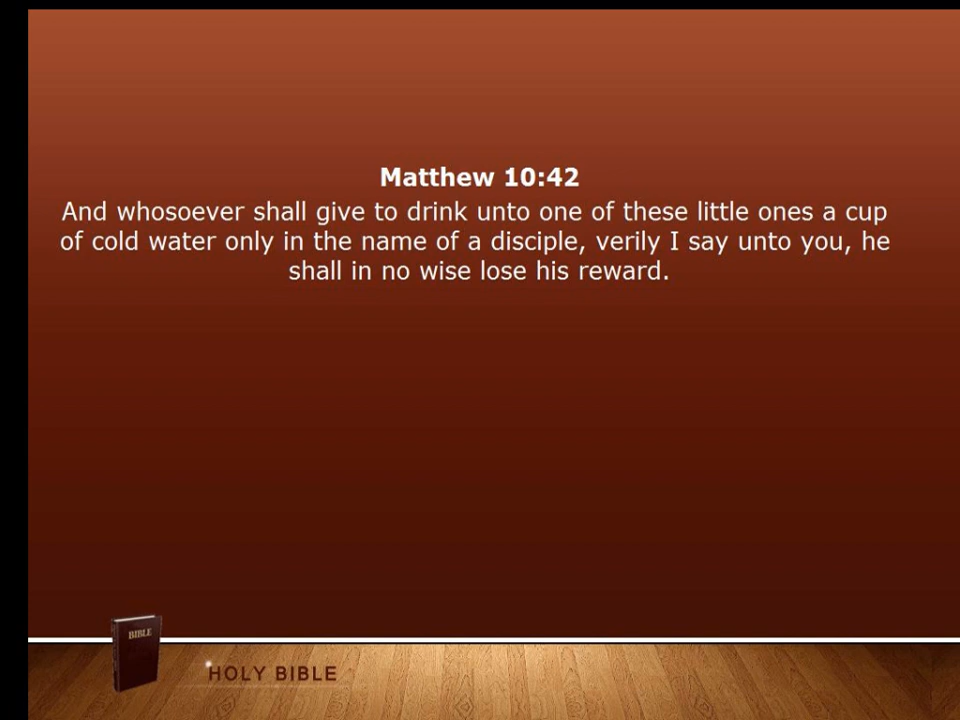 Matthew 10:42
And whosoever shall give to drink unto one of these little ones a cup
of cold water only in the name of a disciple, verily I say unto you, he
shall in no wise lose his reward.
BIBLE
HOLY BIBLE